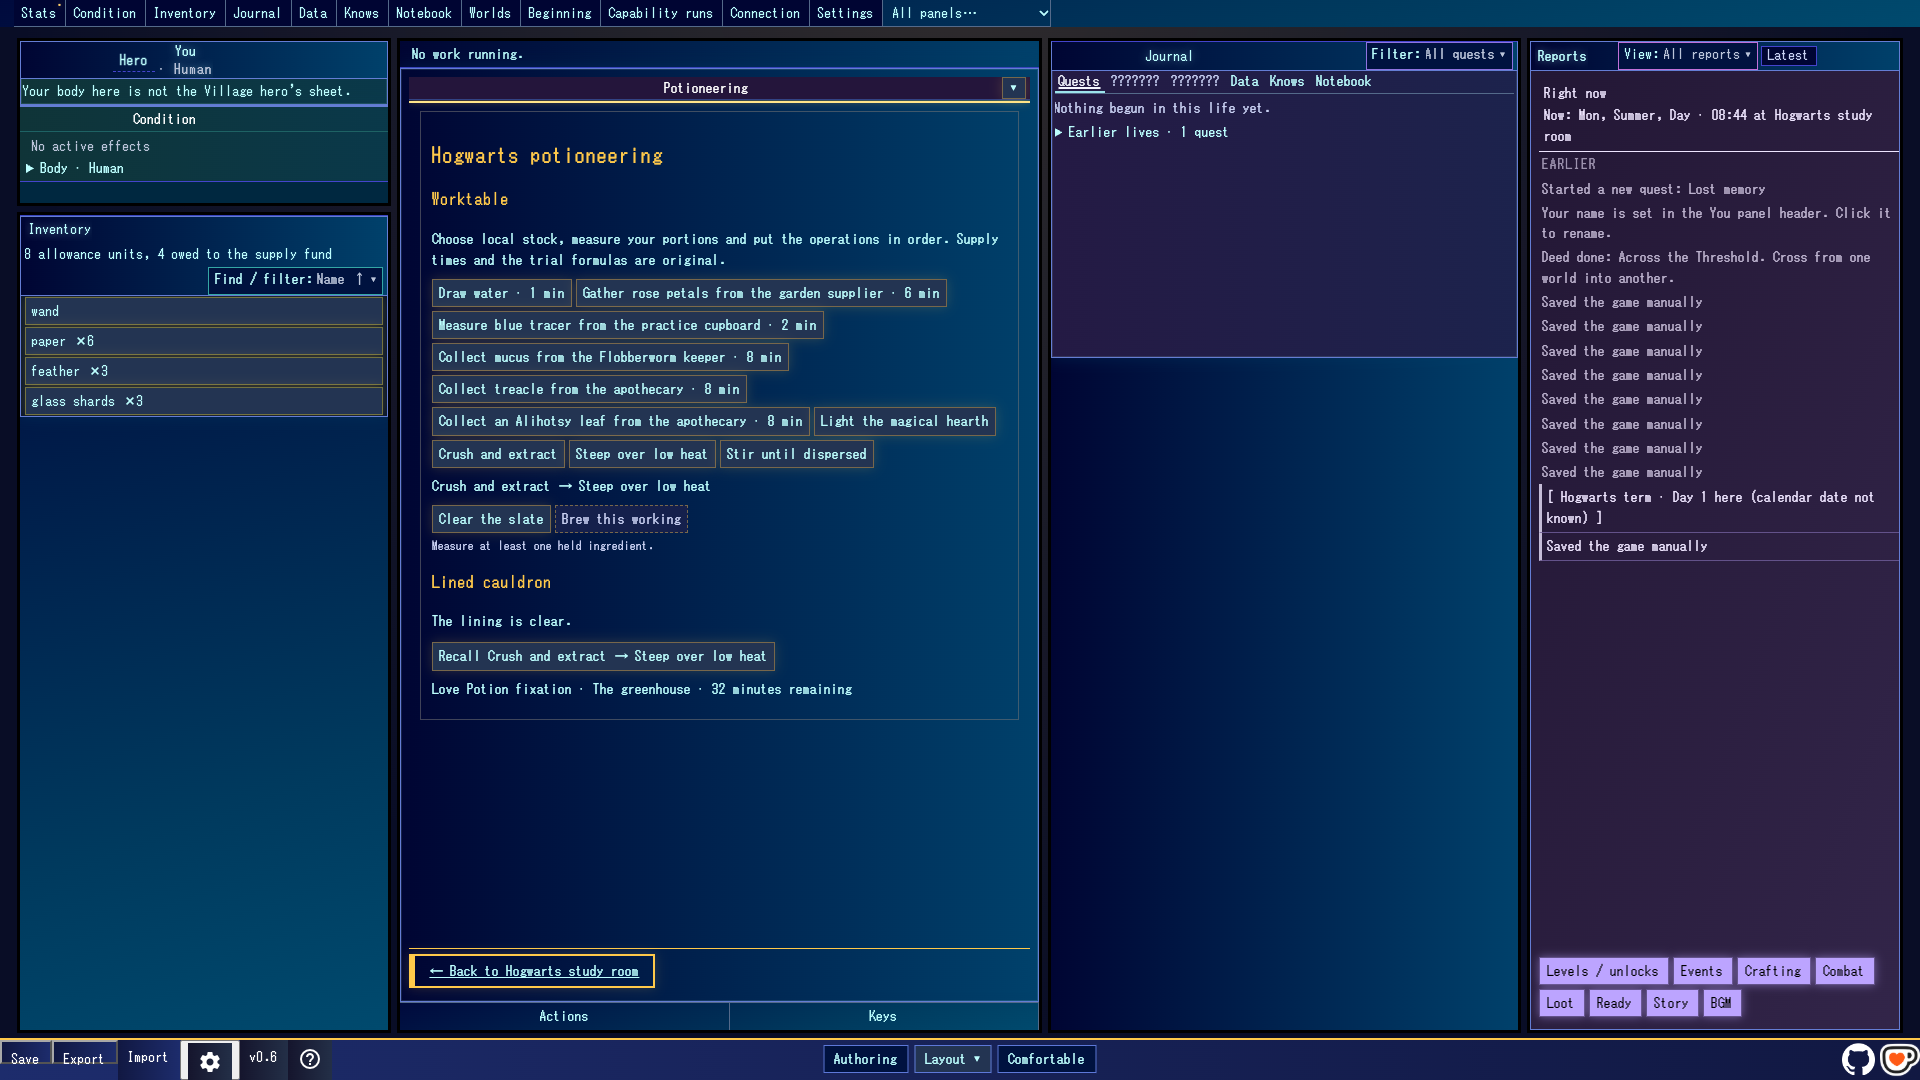 Stats Condition Inventory Journal Data Knows Notebook Worlds Beginning Capability runs Connection Settings All panels…
Hero · You
Human
Your body here is not the Village hero's sheet.
Condition
No active effects
▶ Body · Human
Inventory
8 allowance units, 4 owed to the supply fund
Find / filter: Name ↑ ▾
wand
paper ×6
feather ×3
glass shards ×3
No work running.
Potioneering ▼
Hogwarts potioneering
Worktable
Choose local stock, measure your portions and put the operations in order. Supply
times and the trial formulas are original.
Draw water · 1 min Gather rose petals from the garden supplier · 6 min
Measure blue tracer from the practice cupboard · 2 min
Collect mucus from the Flobberworm keeper · 8 min
Collect treacle from the apothecary · 8 min
Collect an Alihotsy leaf from the apothecary · 8 min Light the magical hearth
Crush and extract Steep over low heat Stir until dispersed
Crush and extract → Steep over low heat
Clear the slate Brew this working
Measure at least one held ingredient.
Lined cauldron
The lining is clear.
Recall Crush and extract → Steep over low heat
Love Potion fixation · The greenhouse · 32 minutes remaining
← Back to Hogwarts study room
Actions Keys
Journal Filter: All quests ▾
Quests ??????? ??????? Data Knows Notebook
Nothing begun in this life yet.
▶ Earlier lives · 1 quest
Reports View: All reports ▾ Latest
Right now
Now: Mon, Summer, Day · 08:44 at Hogwarts study
room
EARLIER
Started a new quest: Lost memory
Your name is set in the You panel header. Click it
to rename.
Deed done: Across the Threshold. Cross from one
world into another.
Saved the game manually
Saved the game manually
Saved the game manually
Saved the game manually
Saved the game manually
Saved the game manually
Saved the game manually
Saved the game manually
[ Hogwarts term · Day 1 here (calendar date not
known) ]
Saved the game manually
Levels / unlocks Events Crafting Combat
Loot Ready Story BGM
Save Export Import v0.6
Authoring Layout ▼ Comfortable